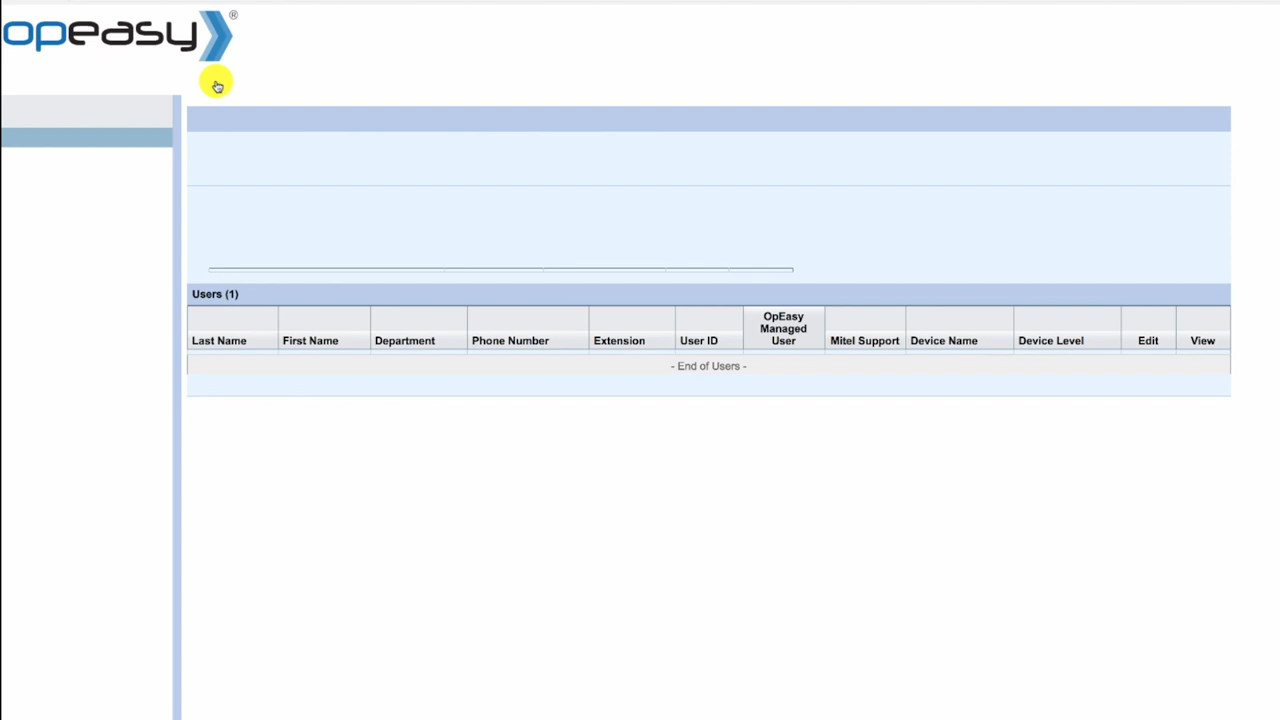 opeasy®
Users (1)
Last Name First Name Department Phone Number Extension User ID OpEasy Managed User Mitel Support Device Name Device Level Edit View
- End of Users -